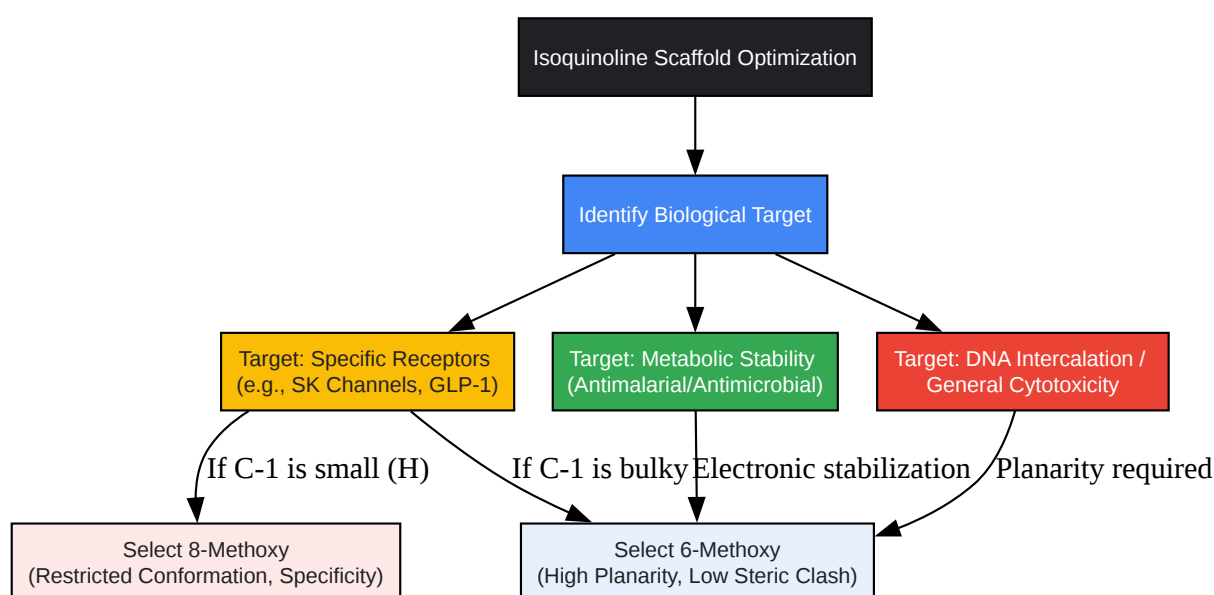 Isoquinoline Scaffold Optimization
Identify Biological Target
Target: Specific Receptors
(e.g., SK Channels, GLP-1)
Target: Metabolic Stability
(Antimalarial/Antimicrobial)
Target: DNA Intercalation /
General Cytotoxicity
If C-1 is small (H)
If C-1 is bulky
Electronic stabilization
Planarity required
Select 8-Methoxy
(Restricted Conformation, Specificity)
Select 6-Methoxy
(High Planarity, Low Steric Clash)